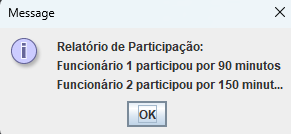 Message
Relatório de Participação:
Funcionário 1 participou por 90 minutos
Funcionário 2 participou por 150 minut...
OK